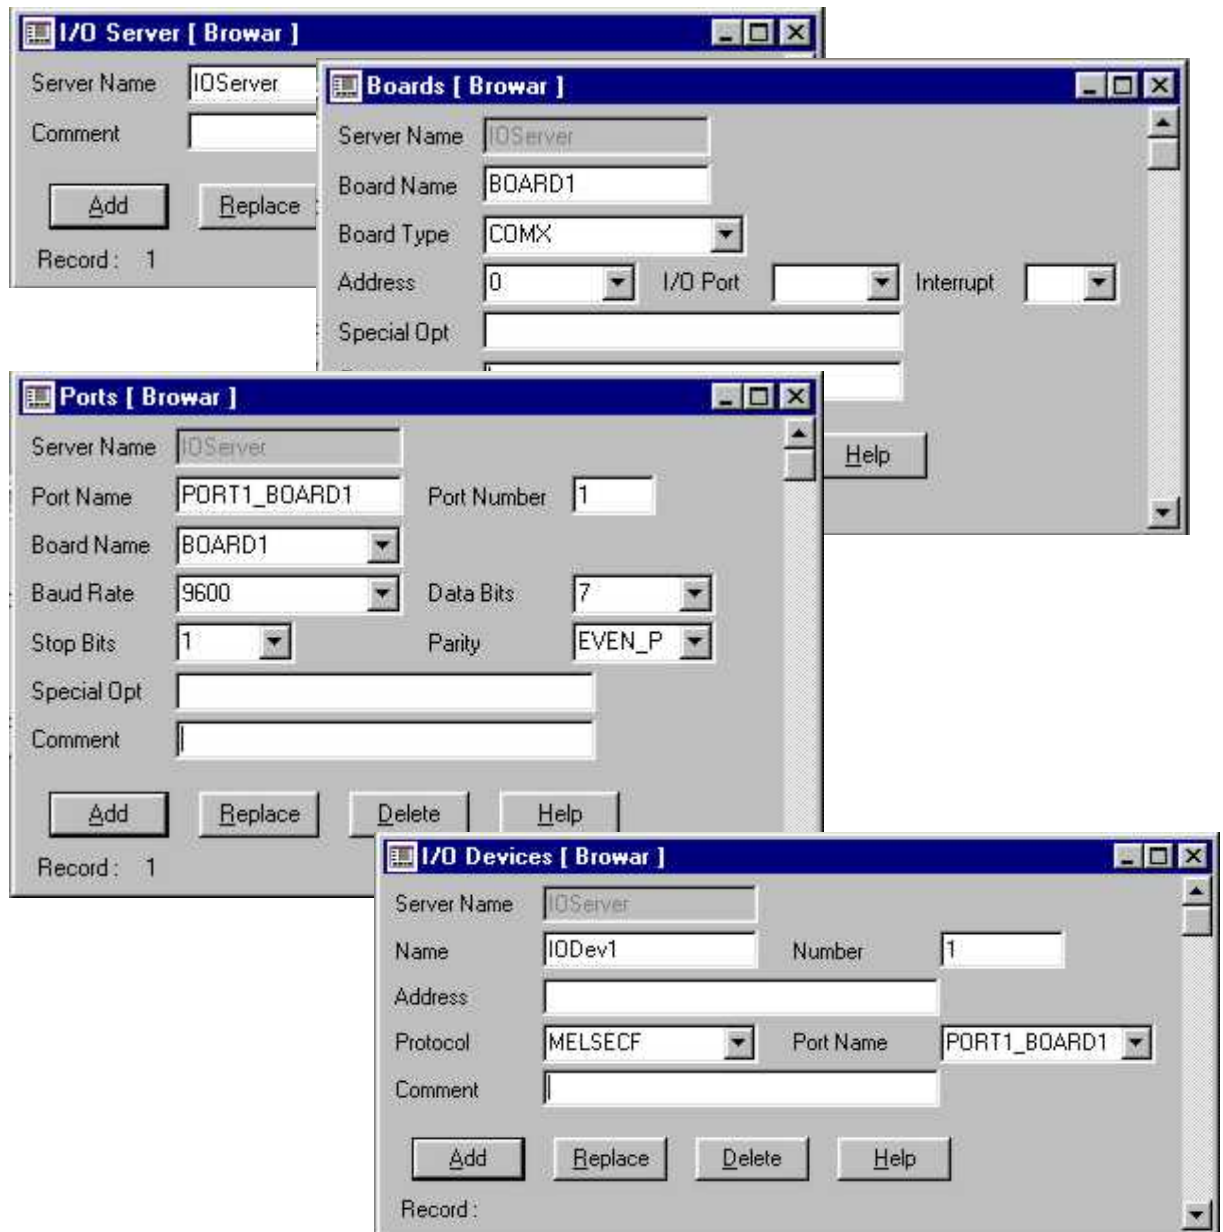 I/O Server [ Browar ]
Server Name IOServer
Comment
Add Replace
Record : 1
Boards [ Browar ]
Server Name IOServer
Board Name BOARD1
Board Type COMX
Address 0 I/O Port Interrupt
Special Opt
Help
Ports [ Browar ]
Server Name IOServer
Port Name PORT1_BOARD1 Port Number 1
Board Name BOARD1
Baud Rate 9600 Data Bits 7
Stop Bits 1 Parity EVEN_P
Special Opt
Comment
Add Replace Delete Help
Record : 1
I/O Devices [ Browar ]
Server Name IOServer
Name IODev1 Number 1
Address
Protocol MELSECF Port Name PORT1_BOARD1
Comment
Add Replace Delete Help
Record :